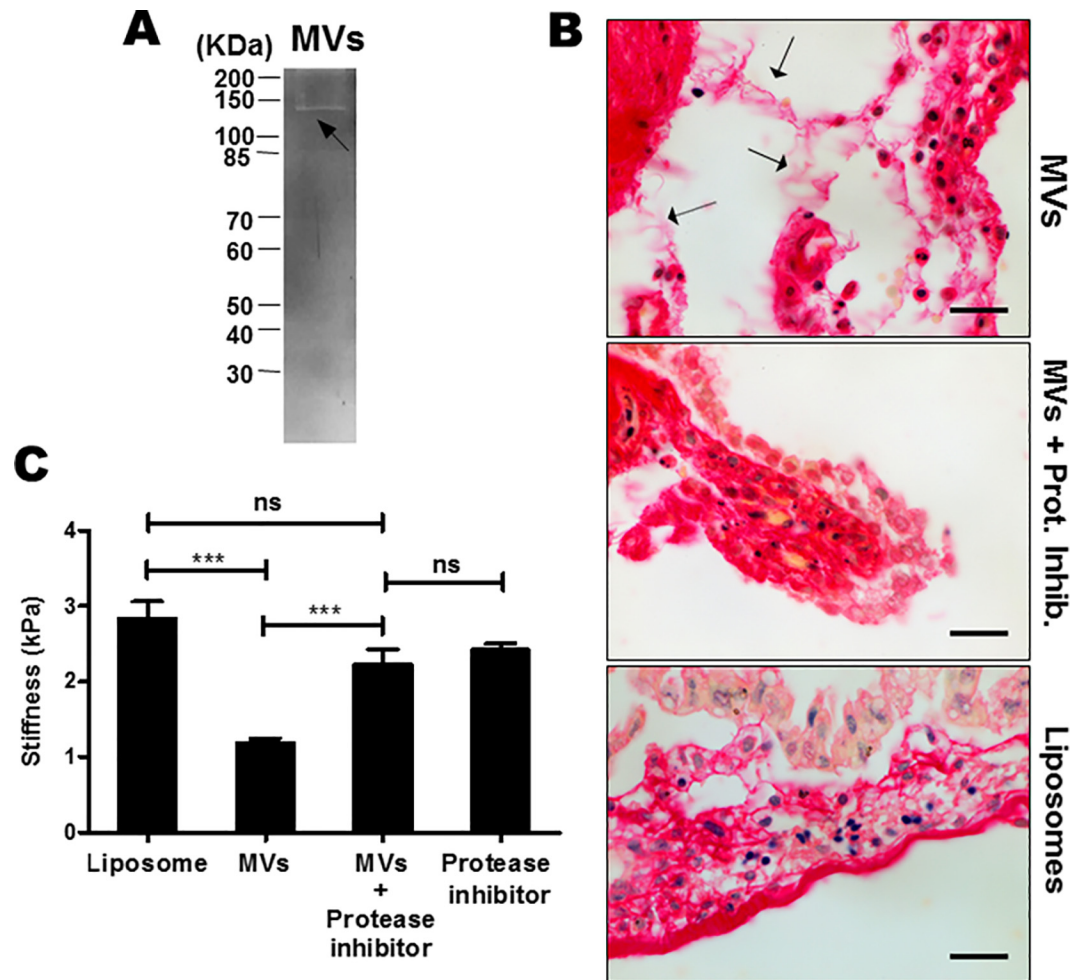 A
(KDa) MVs
200
150
100
85
70
60
50
40
30
B
MVs
MVs + Prot. Inhib.
Liposomes
C
ns
***
ns
***
Stiffness (kPa)
4
3
2
1
0
Liposome
MVs
MVs
+
Protease
inhibitor
Protease
inhibitor